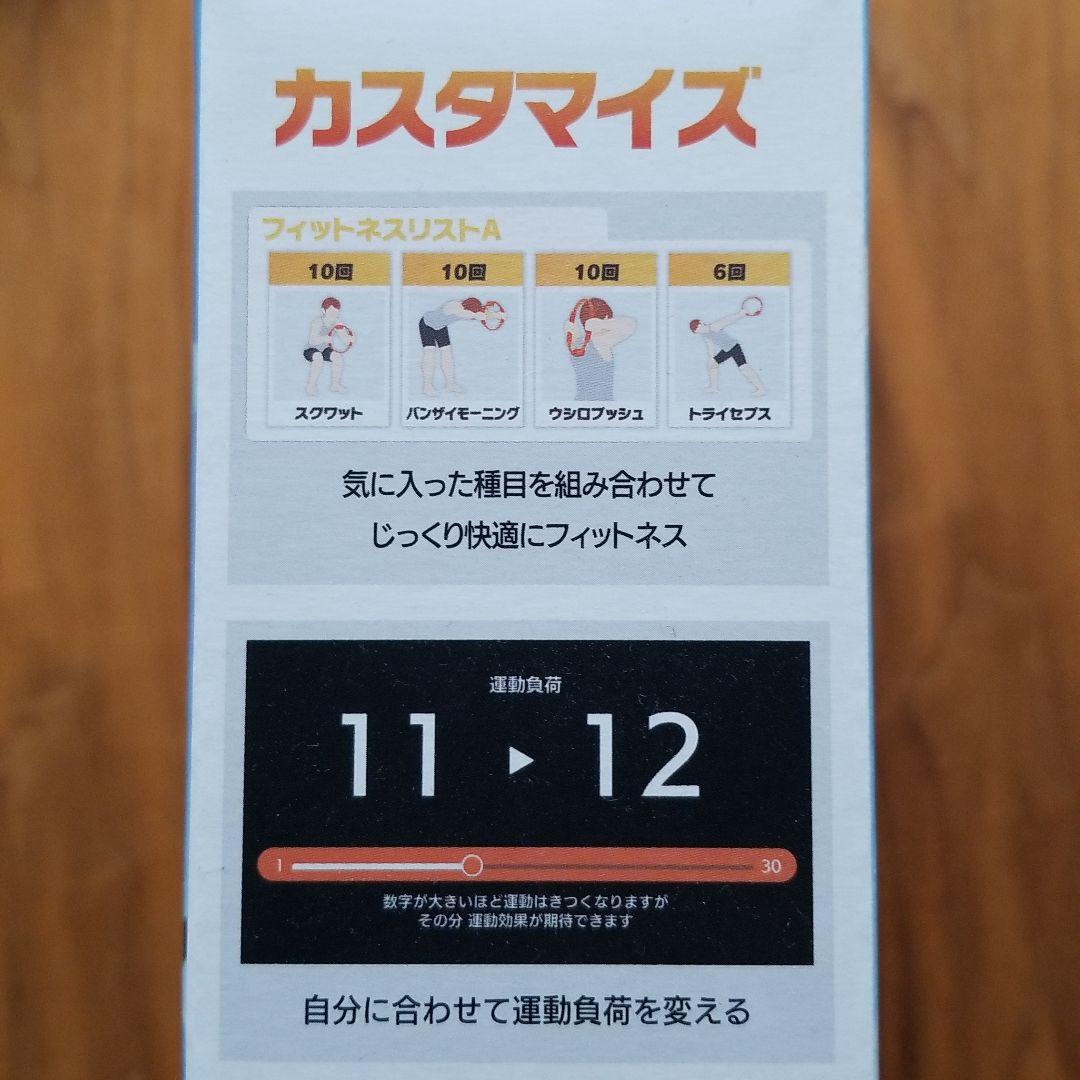 カスタマイズ
フィットネスリストA
10回 10回 10回 6回
スクワット バンザイモーニング ウシロプッシュ トライセプス
気に入った種目を組み合わせて
じっくり快適にフィットネス
運動負荷
11 ▶ 12
1 30
数字が大きいほど運動はきつくなりますが
その分 運動効果が期待できます
自分に合わせて運動負荷を変える